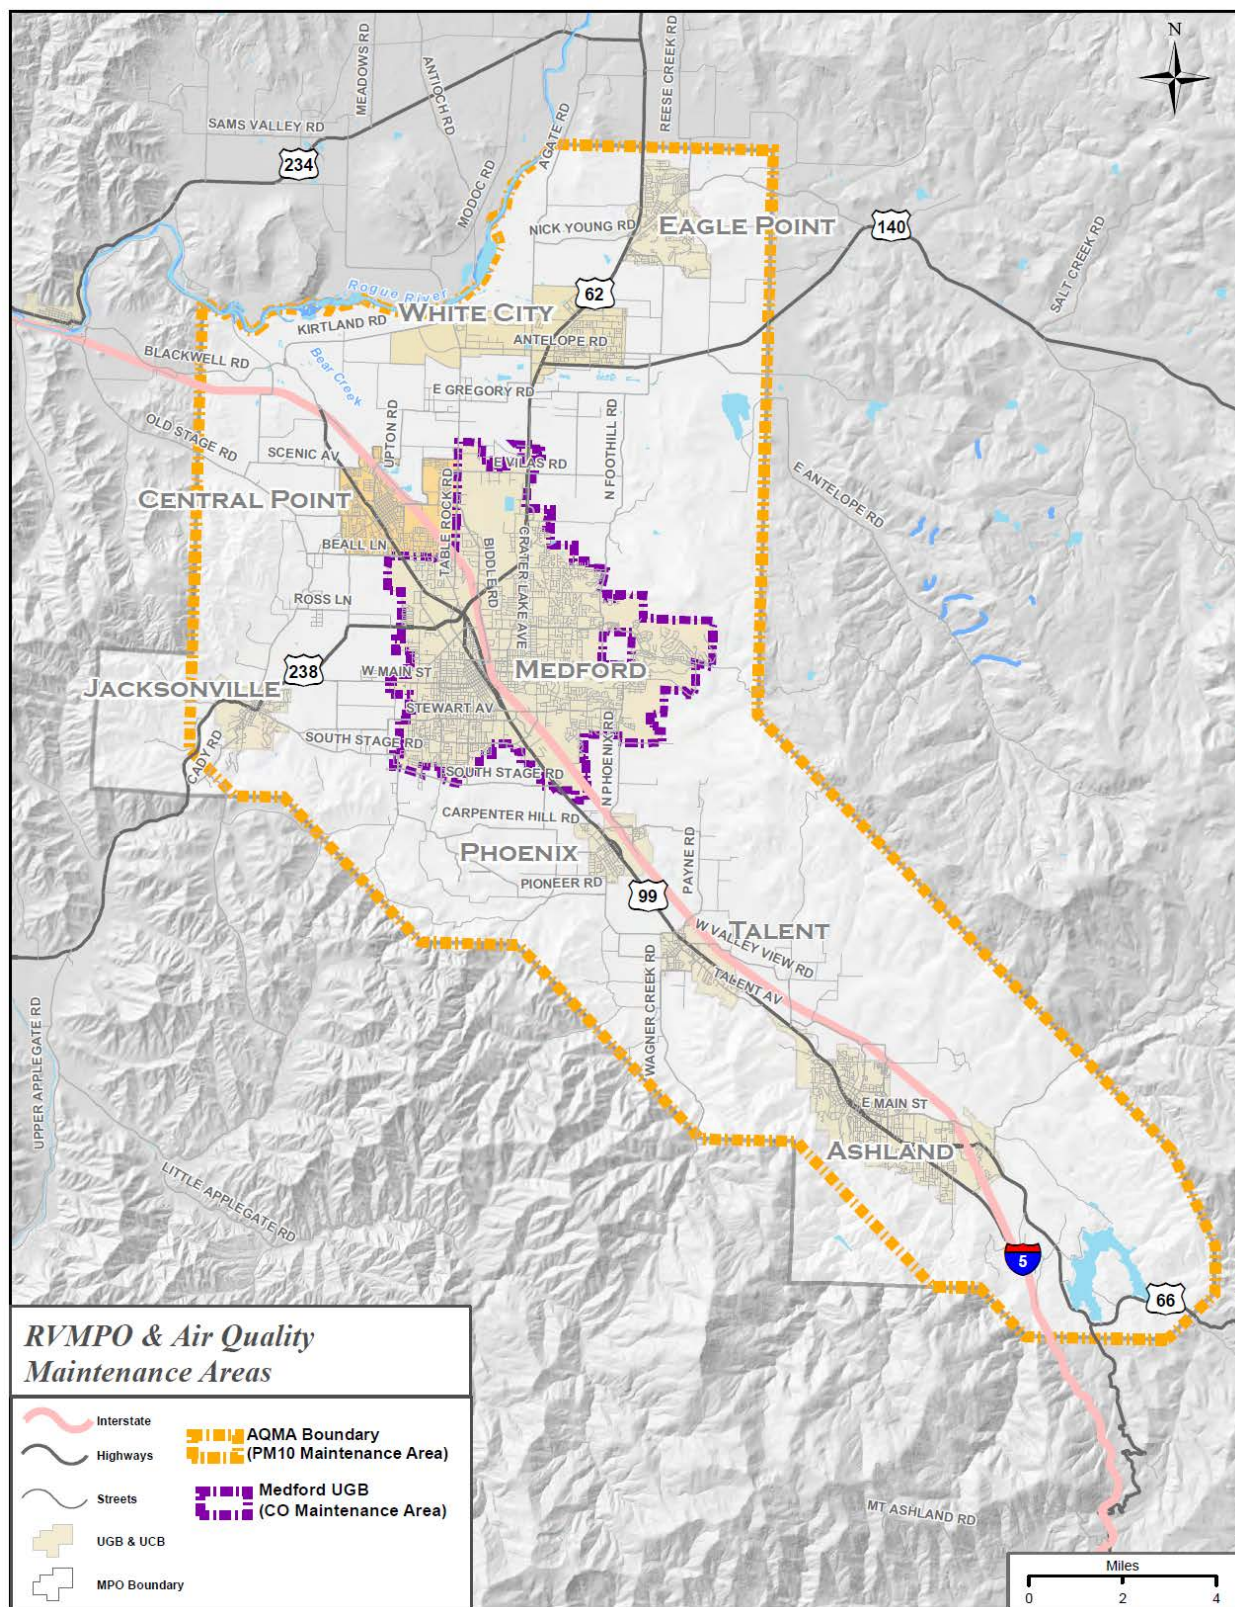 N
MEADOWS RD
ANTIOCH RD
REESE CREEK RD
SAMS VALLEY RD
AGATE RD
234
MODOC RD
NICK YOUNG RD
EAGLE POINT
140
SALT CREEK RD
Rogue River
62
WHITE CITY
KIRTLAND RD
ANTELOPE RD
BLACKWELL RD
Bear Creek
E GREGORY RD
OLD STAGE RD
UPTON RD
N FOOTHILL RD
SCENIC AV
E VILAS RD
E ANTELOPE RD
CENTRAL POINT
TABLE ROCK RD
BEALL LN
BIDDLE RD
CRATER LAKE AVE
ROSS LN
238
W MAIN ST
MEDFORD
JACKSONVILLE
STEWART AV
CADY RD
SOUTH STAGE RD
N PHOENIX RD
SOUTH STAGE RD
CARPENTER HILL RD
PHOENIX
PAYNE RD
PIONEER RD
99
TALENT
W VALLEY VIEW RD
TALENT AV
WAGNER CREEK RD
UPPER APPLEGATE RD
E MAIN ST
ASHLAND
LITTLE APPLEGATE RD
5
66
MT ASHLAND RD
RVMPO & Air Quality
Maintenance Areas
Interstate
Highways
Streets
UGB & UCB
MPO Boundary
AQMA Boundary
(PM10 Maintenance Area)
Medford UGB
(CO Maintenance Area)
Miles
0 2 4